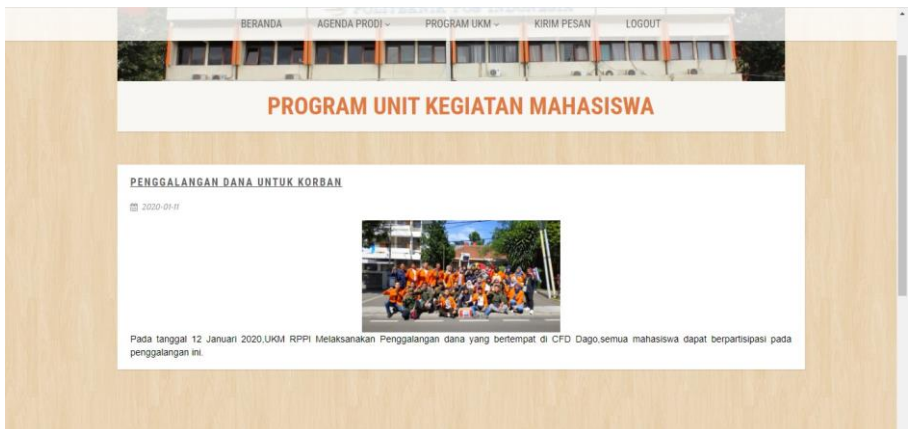 BERANDA AGENDA PRODI PROGRAM UKM KIRIM PESAN LOGOUT
PROGRAM UNIT KEGIATAN MAHASISWA
PENGGALANGAN DANA UNTUK KORBAN
2020-01-11
Pada tanggal 12 Januari 2020,UKM RPPI Melaksanakan Penggalangan dana yang bertempat di CFD Dago,semua mahasiswa dapat berpartisipasi pada
penggalangan ini.